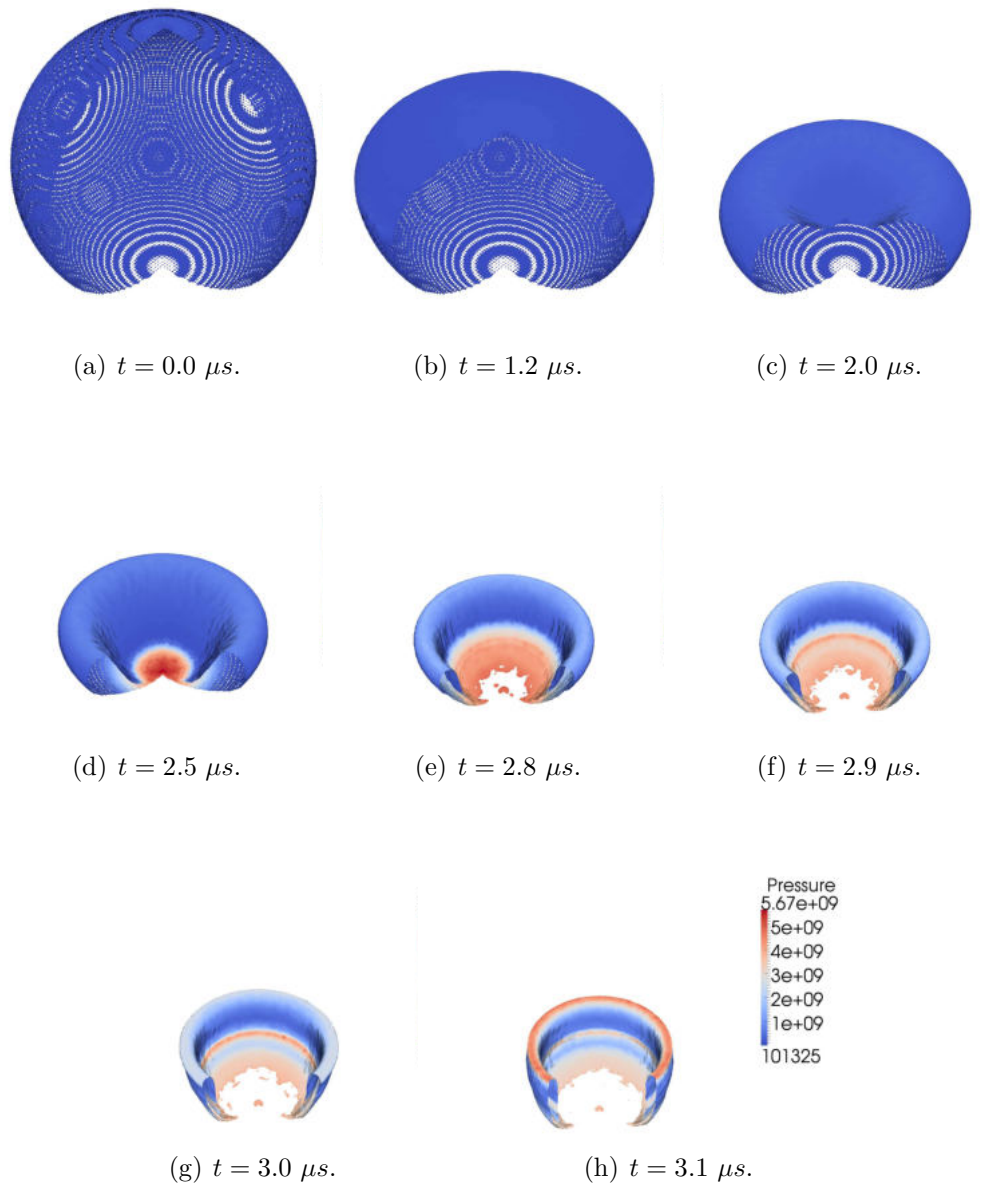 (a) t = 0.0 μs.
(b) t = 1.2 μs.
(c) t = 2.0 μs.
(d) t = 2.5 μs.
(e) t = 2.8 μs.
(f) t = 2.9 μs.
Pressure
5.67e+09
5e+09
4e+09
3e+09
2e+09
1e+09
101325
(g) t = 3.0 μs.
(h) t = 3.1 μs.